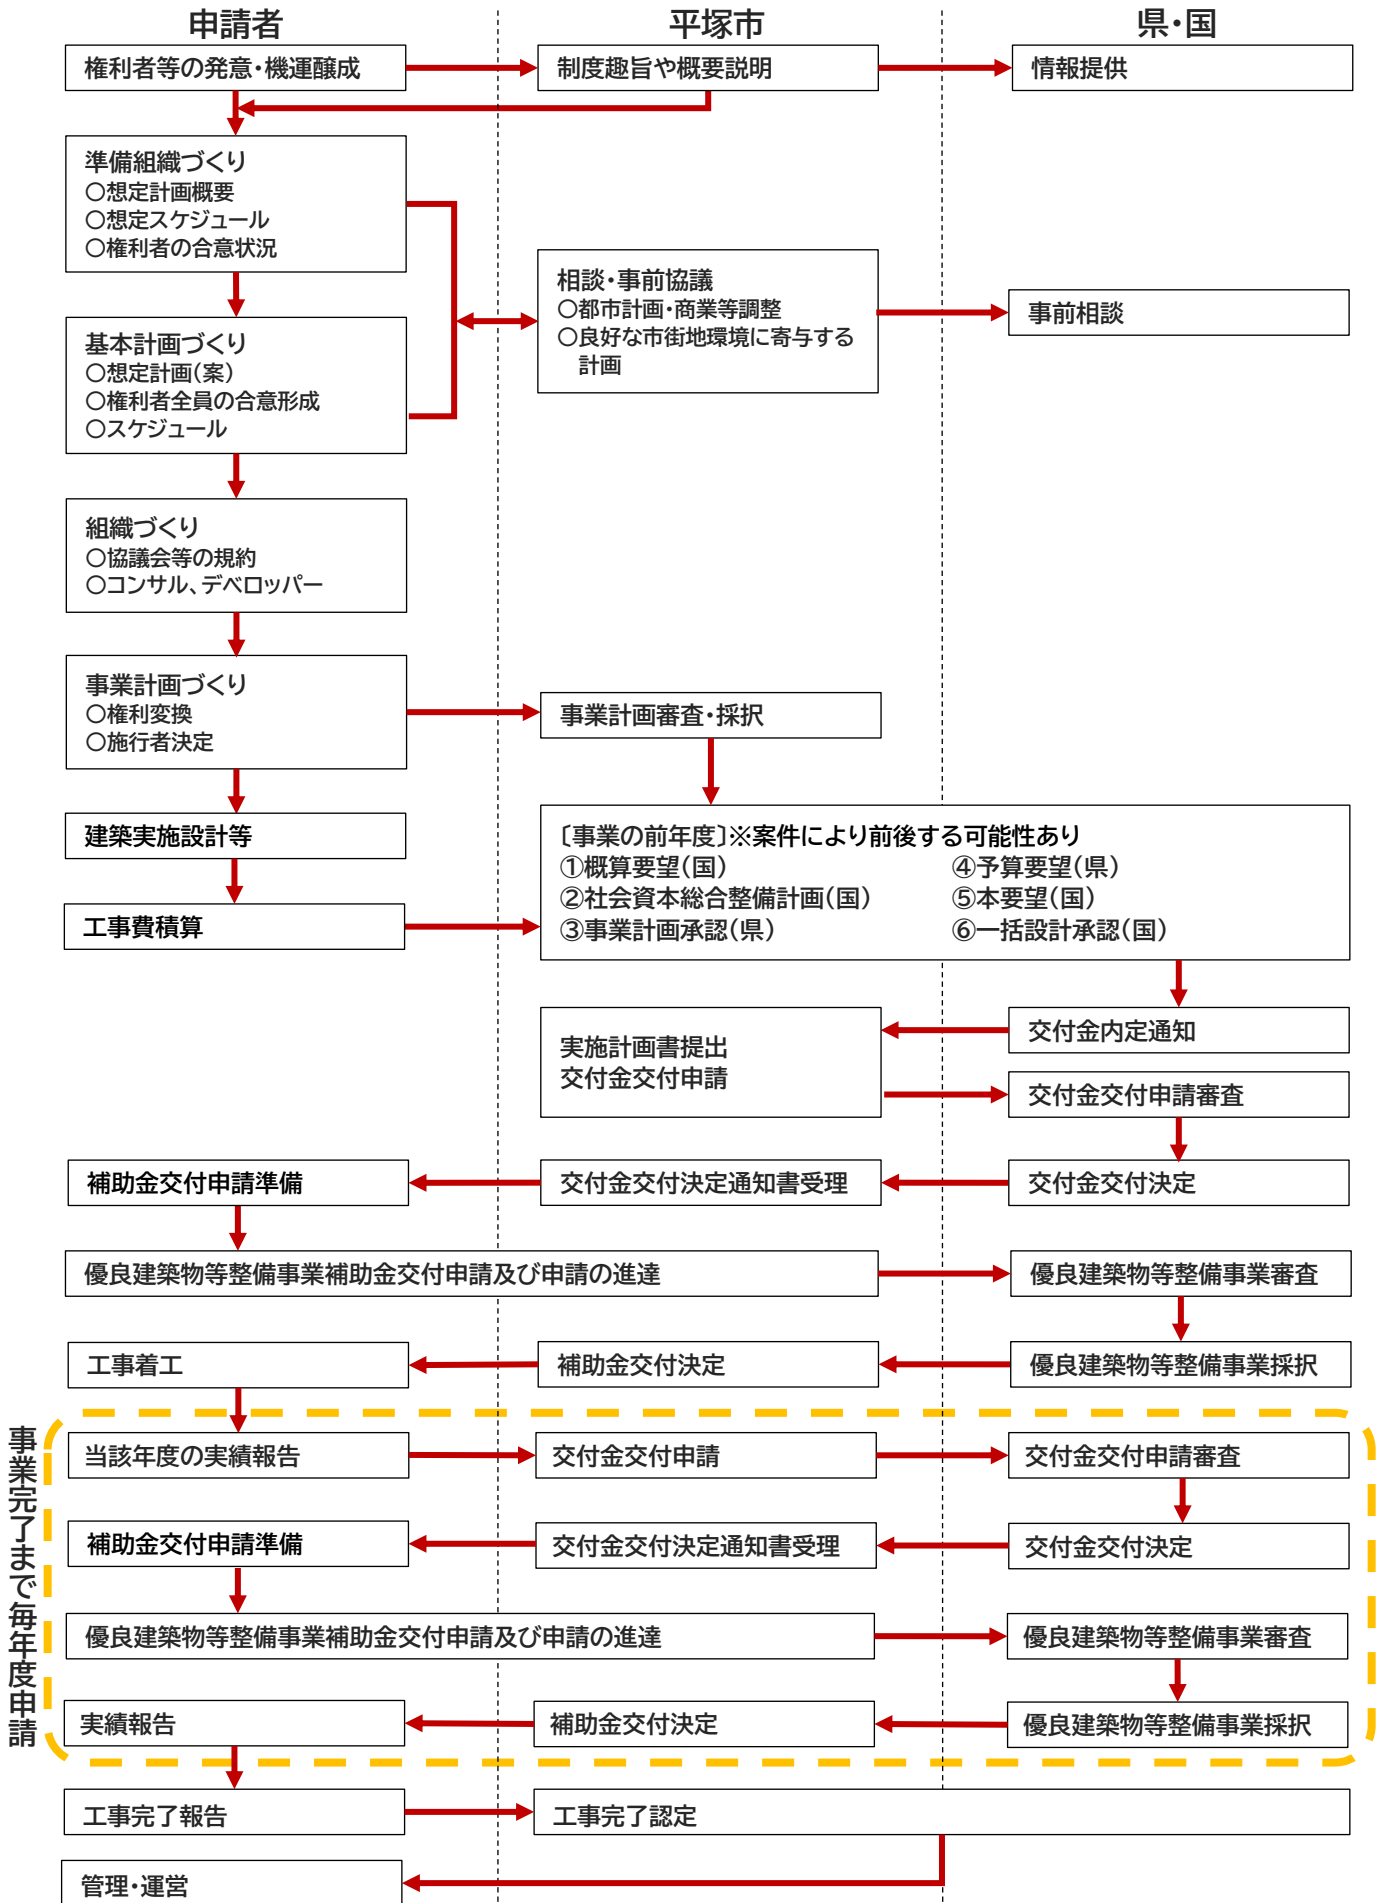 申請者
平塚市
県・国
権利者等の発意・機運醸成
制度趣旨や概要説明
情報提供
準備組織づくり
〇想定計画概要
〇想定スケジュール
〇権利者の合意状況
相談・事前協議
〇都市計画・商業等調整
〇良好な市街地環境に寄与する
計画
事前相談
基本計画づくり
〇想定計画(案)
〇権利者全員の合意形成
〇スケジュール
組織づくり
〇協議会等の規約
〇コンサル、デベロッパー
事業計画づくり
〇権利変換
〇施行者決定
事業計画審査・採択
建築実施設計等
工事費積算
〔事業の前年度〕※案件により前後する可能性あり
①概算要望(国)
②社会資本総合整備計画(国)
③事業計画承認(県)
④予算要望(県)
⑤本要望(国)
⑥一括設計承認(国)
交付金内定通知
実施計画書提出
交付金交付申請
交付金交付申請審査
補助金交付申請準備
交付金交付決定通知書受理
交付金交付決定
優良建築物等整備事業補助金交付申請及び申請の進達
優良建築物等整備事業審査
工事着工
補助金交付決定
優良建築物等整備事業採択
事業完了まで毎年度申請
当該年度の実績報告
交付金交付申請
交付金交付申請審査
補助金交付申請準備
交付金交付決定通知書受理
交付金交付決定
優良建築物等整備事業補助金交付申請及び申請の進達
優良建築物等整備事業審査
実績報告
補助金交付決定
優良建築物等整備事業採択
工事完了報告
工事完了認定
管理・運営